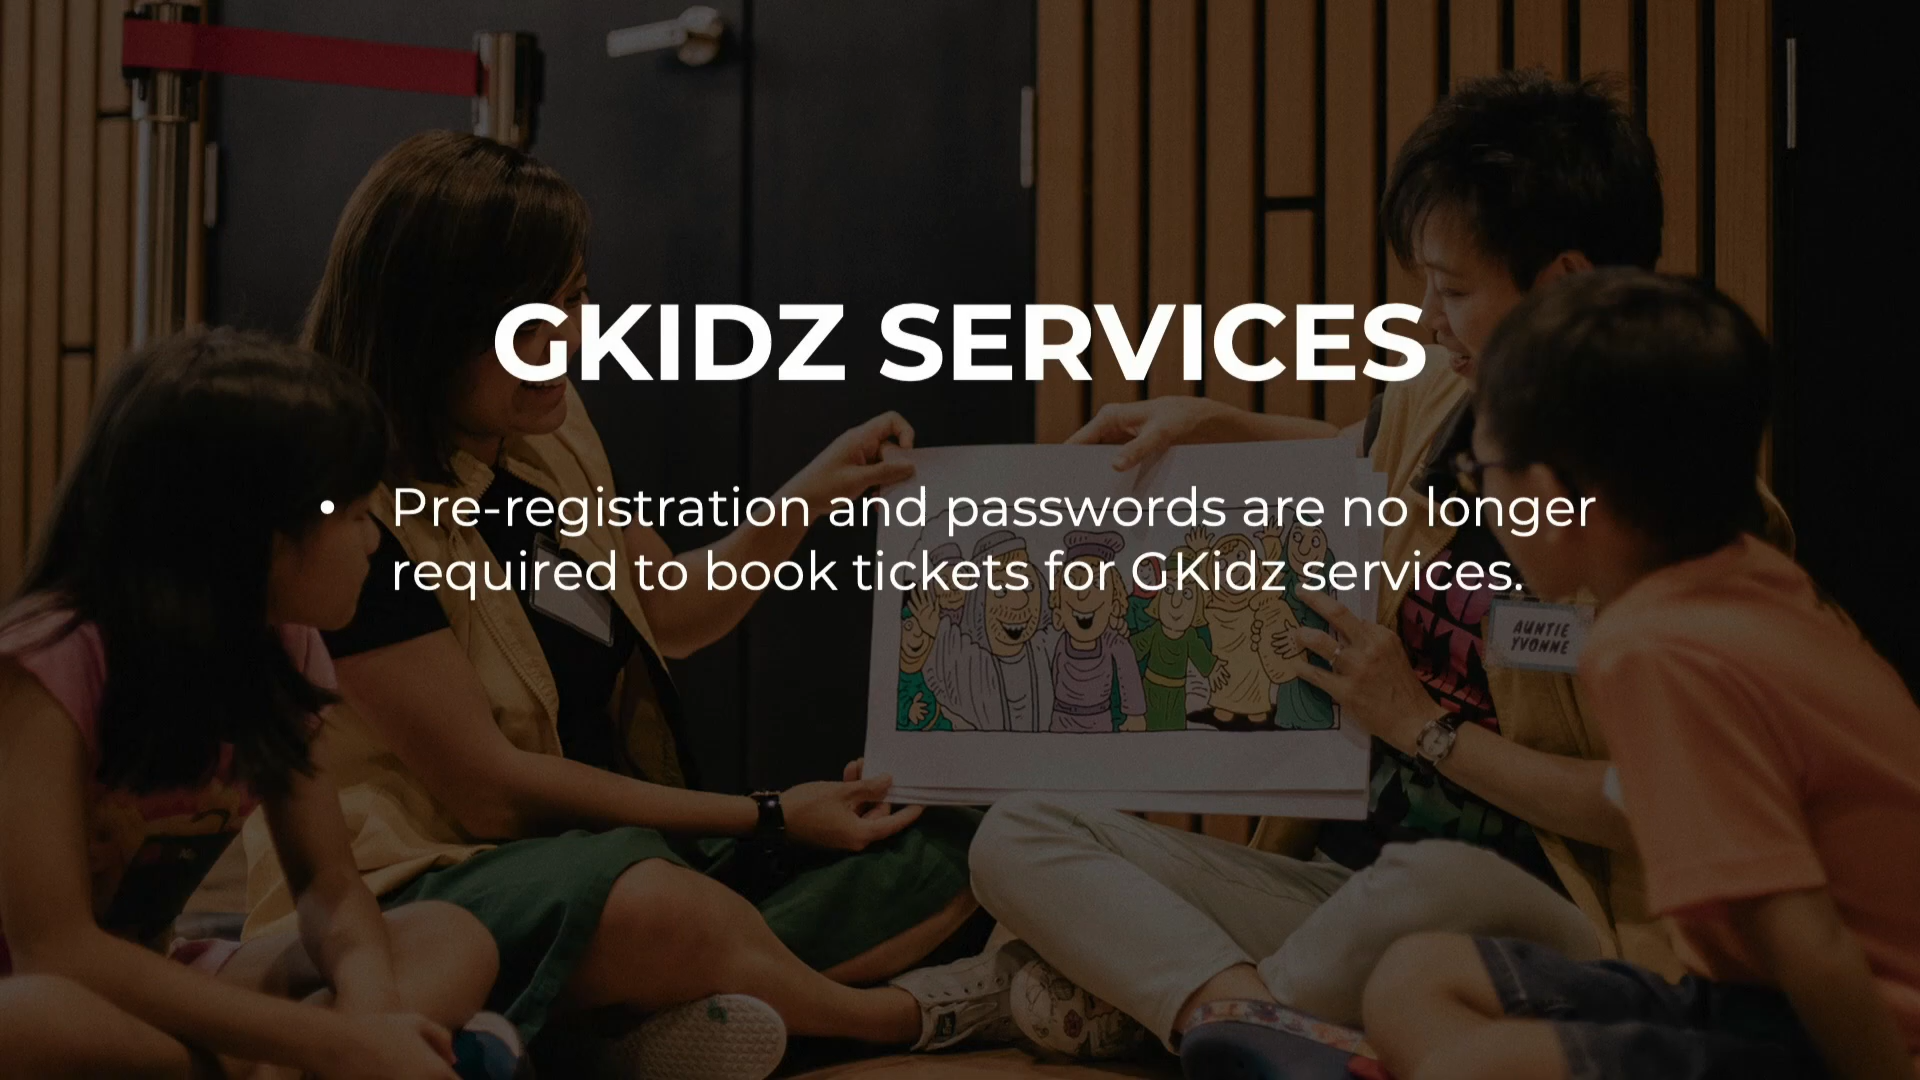 GKIDZ SERVICES
• Pre-registration and passwords are no longer
required to book tickets for GKidz services.
AUNTIE
YVONNE